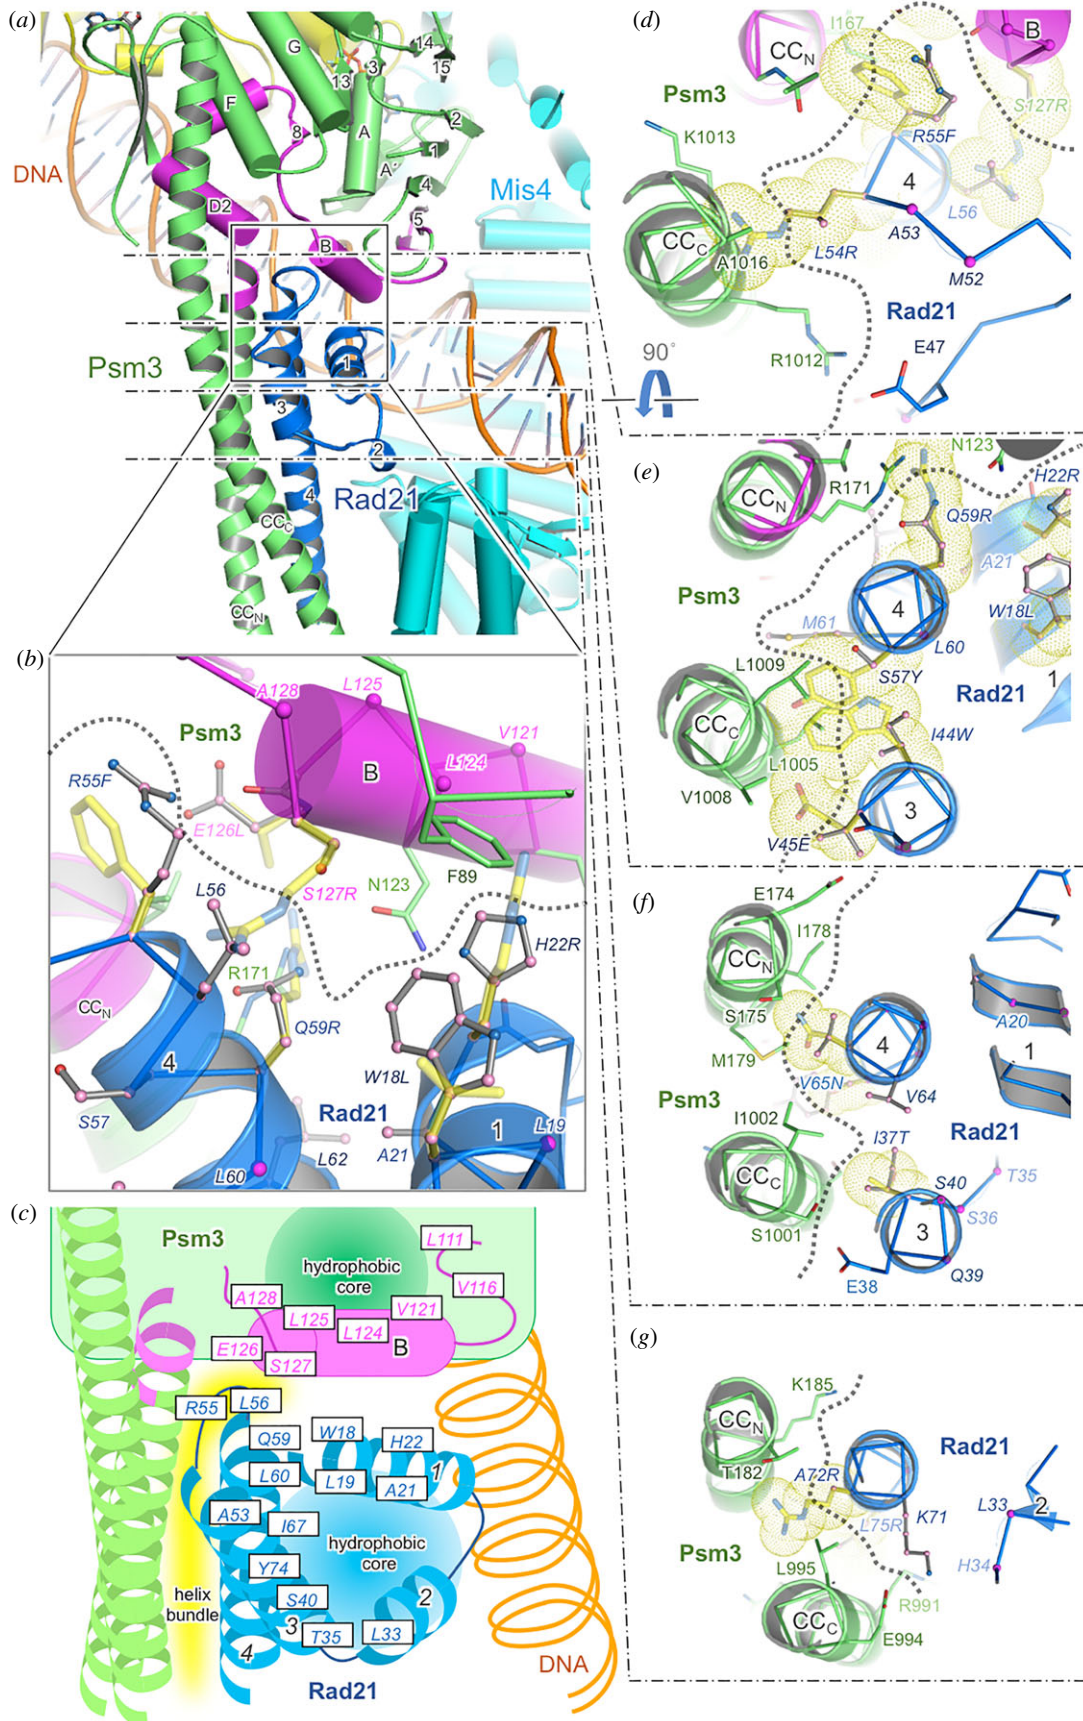 (a)
G
14
15
13
3
F
8
A
2
1
A'
DNA
4
Mis4
D2
5
B
Psm3
1
3
2
4
Rad21
CCC
CCN
(b)
A128
L125
Psm3
V121
R55F
B
L124
E126L
F89
L56
S127R
N123
H22R
R171
CCN
Q59R
4
W18L
Rad21
S57
1
L19
L62
A21
L60
(c)
Psm3
L111
hydrophobic
core
V116
A128
V121
L125
L124
E126
B
S127
R55
L56
W18
Q59
H22
1
L60
L19
A21
A53
I67
hydrophobic
core
Y74
helix
bundle
S40
2
3
T35
L33
4
DNA
Rad21
(d)
I167
B
CCN
Psm3
S127R
K1013
R55F
4
L56
CCC
A53
A1016
L54R
M52
Rad21
90°
E47
R1012
(e)
N123
R171
H22R
CCN
Q59R
A21
Psm3
4
W18L
M61
L60
L1009
S57Y
Rad21
1
CCC
I44W
L1005
V1008
3
V45E
(f)
E174
I178
CCN
S175
A20
4
1
M179
V65N
V64
Psm3
I1002
I37T
Rad21
T35
CCC
S40
S36
S1001
3
E38
Q39
(g)
K185
CCN
Rad21
T182
A72R
L33
2
L75R
K71
Psm3
H34
L995
R991
CCC
E994